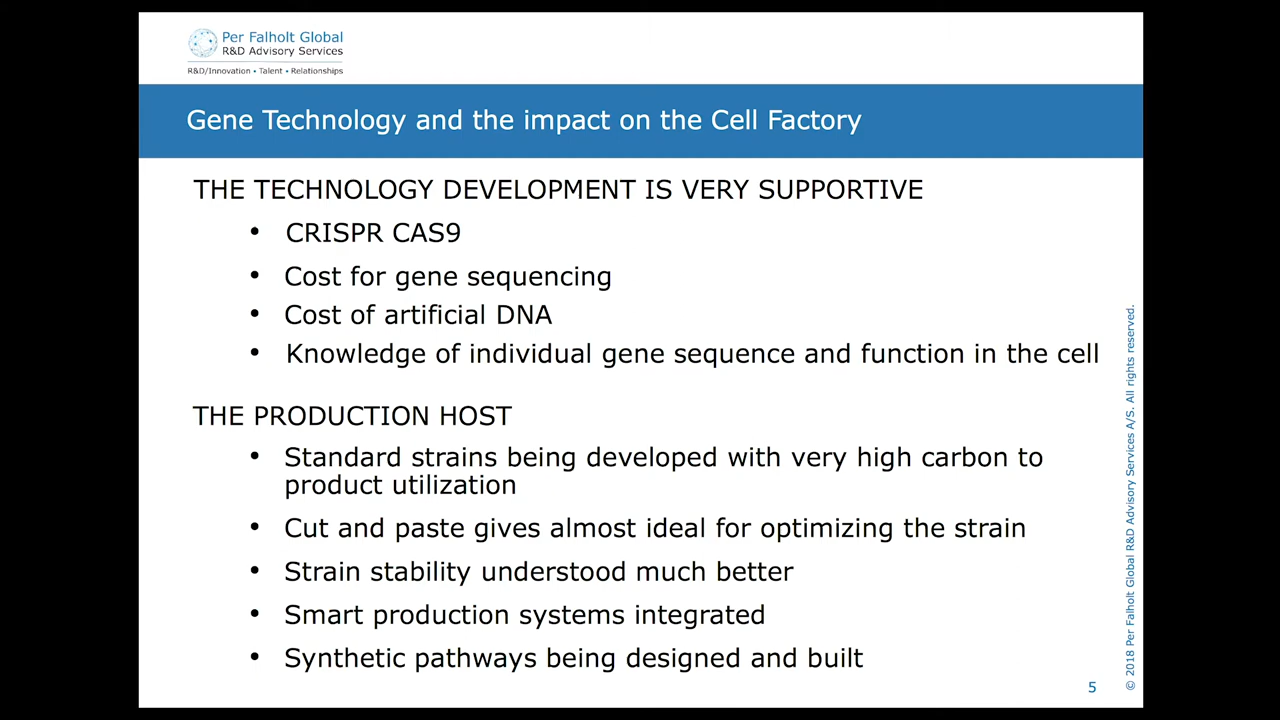 Per Falholt Global
R&D Advisory Services
R&D/Innovation • Talent • Relationships
Gene Technology and the impact on the Cell Factory
THE TECHNOLOGY DEVELOPMENT IS VERY SUPPORTIVE
• CRISPR CAS9
• Cost for gene sequencing
• Cost of artificial DNA
• Knowledge of individual gene sequence and function in the cell
THE PRODUCTION HOST
• Standard strains being developed with very high carbon to
product utilization
• Cut and paste gives almost ideal for optimizing the strain
• Strain stability understood much better
• Smart production systems integrated
• Synthetic pathways being designed and built
5
© 2018 Per Falholt Global R&D Advisory Services A/S. All rights reserved.